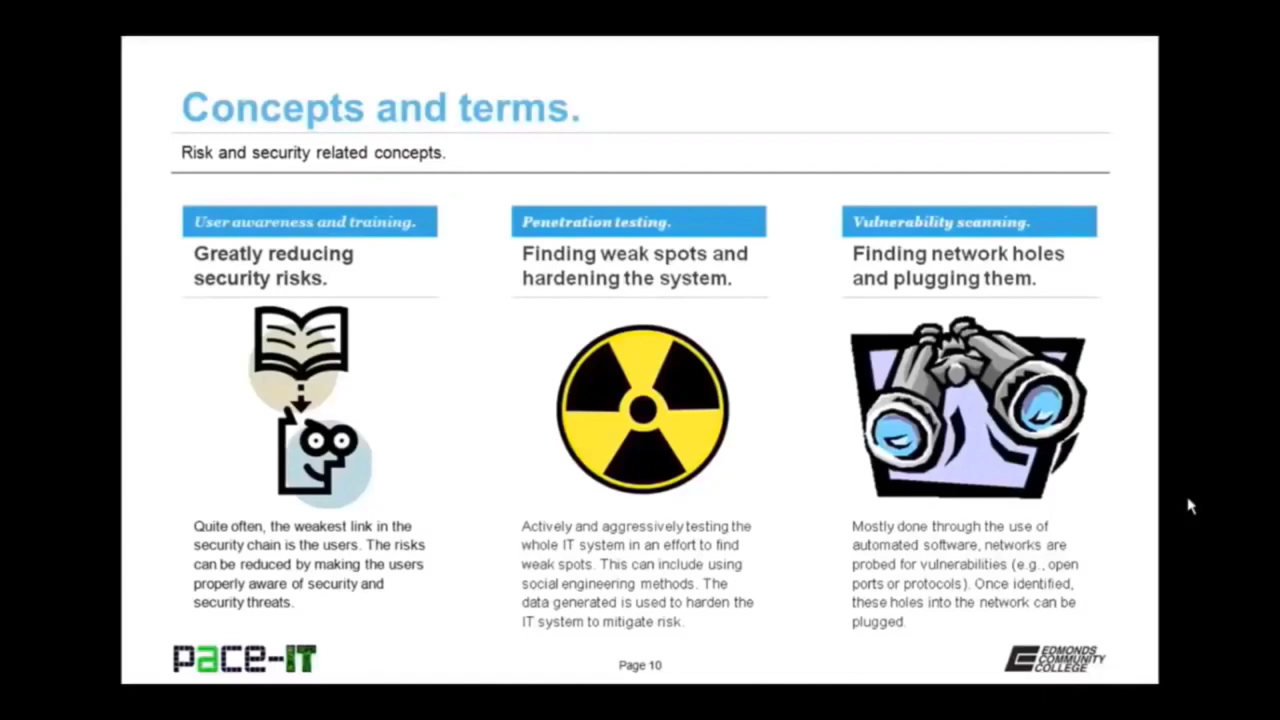 Concepts and terms.
Risk and security related concepts.
User awareness and training.
Greatly reducing
security risks.
Quite often, the weakest link in the
security chain is the users. The risks
can be reduced by making the users
properly aware of security and
security threats.
Penetration testing.
Finding weak spots and
hardening the system.
Actively and aggressively testing the
whole IT system in an effort to find
weak spots. This can include using
social engineering methods. The
data generated is used to harden the
IT system to mitigate risk.
Vulnerability scanning.
Finding network holes
and plugging them.
Mostly done through the use of
automated software, networks are
probed for vulnerabilities (e.g., open
ports or protocols). Once identified,
these holes into the network can be
plugged.
pace-IT
Page 10
EDMONDS
COMMUNITY
COLLEGE